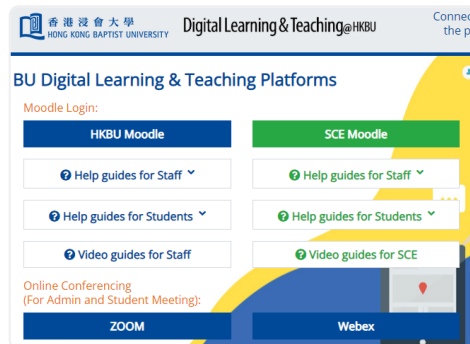 香港浸會大學
HONG KONG BAPTIST UNIVERSITY
Digital Learning & Teaching@HKBU
Connec
the p
BU Digital Learning & Teaching Platforms
Moodle Login:
HKBU Moodle
SCE Moodle
Help guides for Staff
Help guides for Staff
Help guides for Students
Help guides for Students
Video guides for Staff
Video guides for SCE
Online Conferencing
(For Admin and Student Meeting):
ZOOM
Webex